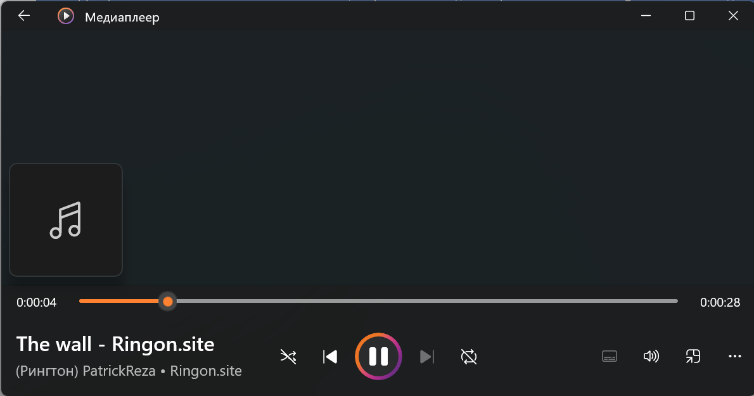 Медиаплеер
0:00:04
0:00:28
The wall - Ringon.site
(Рингтон) PatrickReza • Ringon.site